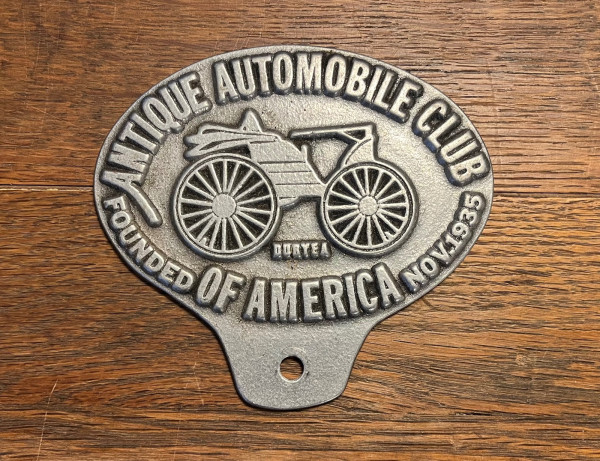 ANTIQUE AUTOMOBILE CLUB
DURYEA
FOUNDED OF AMERICA NOV. 1935